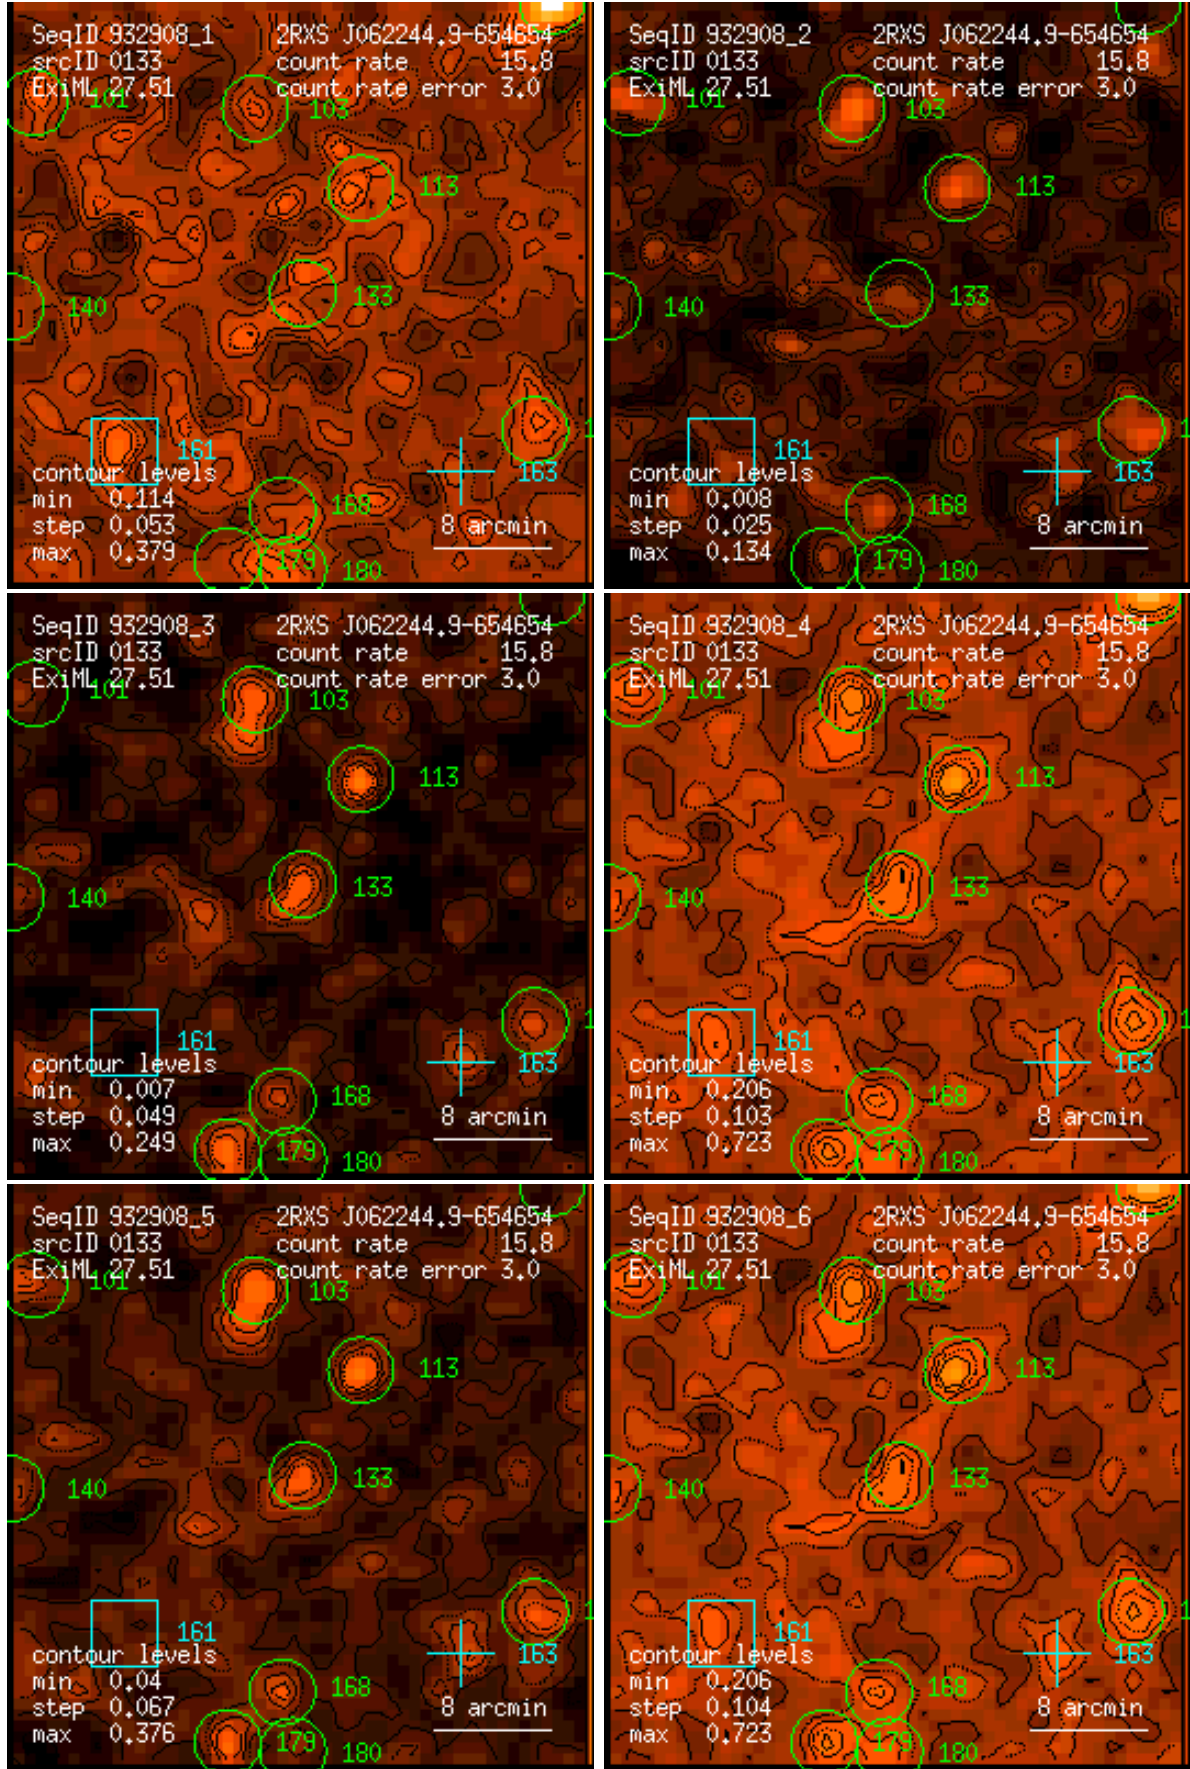 SeqID 932908_1 2RXS J062244.9-654654
srcID 0133 count rate 15.8
ExiML 27.51 count rate error 3.0
101
103
113
133
140
161
163
1
168
179
180
contour levels
min 0.114
step 0.053
max 0.379
8 arcmin
SeqID 932908_2 2RXS J062244.9-654654
srcID 0133 count rate 15.8
ExiML 27.51 count rate error 3.0
101
103
113
133
140
161
163
168
179
180
contour levels
min 0.008
step 0.025
max 0.134
8 arcmin
SeqID 932908_3 2RXS J062244.9-654654
srcID 0133 count rate 15.8
ExiML 27.51 count rate error 3.0
101
103
113
133
140
161
163
1
168
179
180
contour levels
min 0.007
step 0.049
max 0.249
8 arcmin
SeqID 932908_4 2RXS J062244.9-654654
srcID 0133 count rate 15.8
ExiML 27.51 count rate error 3.0
101
103
113
133
140
161
163
168
179
180
contour levels
min 0.206
step 0.103
max 0.723
8 arcmin
SeqID 932908_5 2RXS J062244.9-654654
srcID 0133 count rate 15.8
ExiML 27.51 count rate error 3.0
101
103
113
133
140
161
163
1
168
179
180
contour levels
min 0.04
step 0.067
max 0.376
8 arcmin
SeqID 932908_6 2RXS J062244.9-654654
srcID 0133 count rate 15.8
ExiML 27.51 count rate error 3.0
101
103
113
133
140
161
163
168
179
180
contour levels
min 0.206
step 0.104
max 0.723
8 arcmin